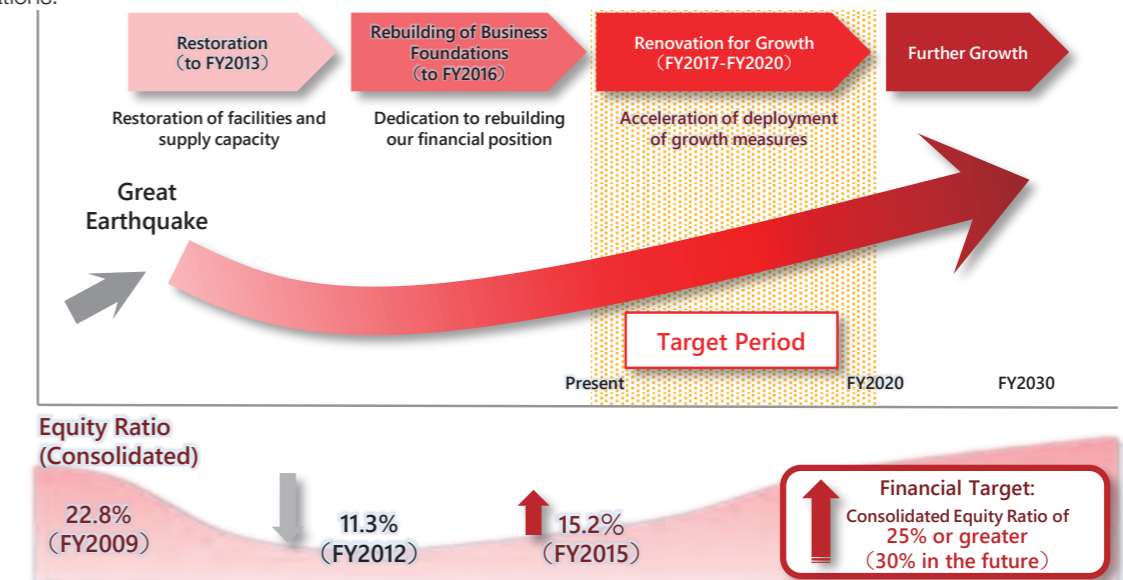 Restoration
(to FY2013)
Rebuilding of Business
Foundations
(to FY2016)
Renovation for Growth
(FY2017-FY2020)
Further Growth
Restoration of facilities and
supply capacity
Dedication to rebuilding
our financial position
Acceleration of deployment
of growth measures
Great
Earthquake
Target Period
Present
FY2020
FY2030
Equity Ratio
(Consolidated)
22.8%
(FY2009)
11.3%
(FY2012)
15.2%
(FY2015)
Financial Target:
Consolidated Equity Ratio of
25% or greater
(30% in the future)